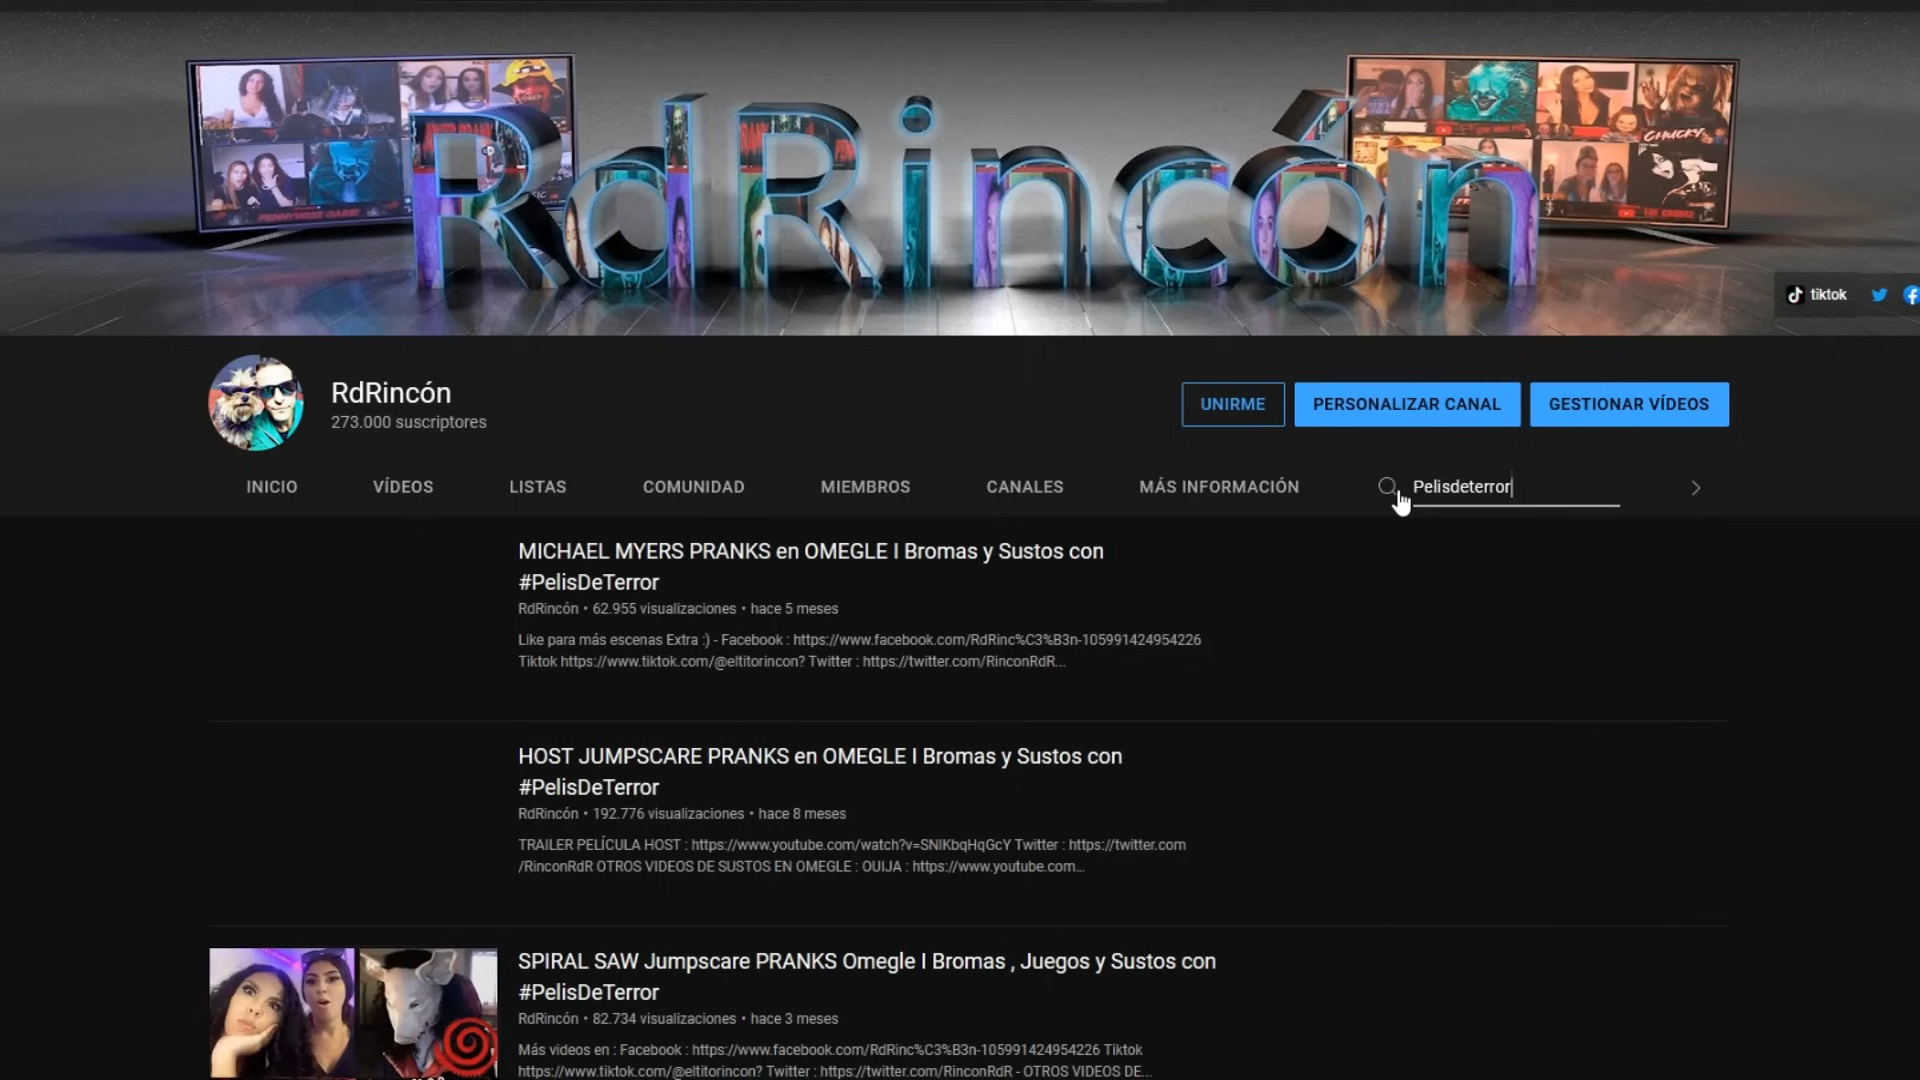 RdRincón
CHUCKY
tiktok
RdRincón
273.000 suscriptores
UNIRME
PERSONALIZAR CANAL
GESTIONAR VÍDEOS
INICIO
VÍDEOS
LISTAS
COMUNIDAD
MIEMBROS
CANALES
MÁS INFORMACIÓN
Pelisdeterror
MICHAEL MYERS PRANKS en OMEGLE I Bromas y Sustos con
#PelisDeTerror
RdRincón • 62.955 visualizaciones • hace 5 meses
Like para más escenas Extra :) - Facebook : https://www.facebook.com/RdRinc%C3%B3n-105991424954226
Tiktok https://www.tiktok.com/@eltitorincon? Twitter : https://twitter.com/RinconRdR...
HOST JUMPSCARE PRANKS en OMEGLE I Bromas y Sustos con
#PelisDeTerror
RdRincón • 192.776 visualizaciones • hace 8 meses
TRAILER PELÍCULA HOST : https://www.youtube.com/watch?v=SNlKbqHqGcY Twitter : https://twitter.com
/RinconRdR OTROS VIDEOS DE SUSTOS EN OMEGLE : OUIJA : https://www.youtube.com...
SPIRAL SAW Jumpscare PRANKS Omegle I Bromas , Juegos y Sustos con
#PelisDeTerror
RdRincón • 82.734 visualizaciones • hace 3 meses
Más videos en : Facebook : https://www.facebook.com/RdRinc%C3%B3n-105991424954226 Tiktok
https://www.tiktok.com/@eltitorincon? Twitter : https://twitter.com/RinconRdR - OTROS VIDEOS DE...